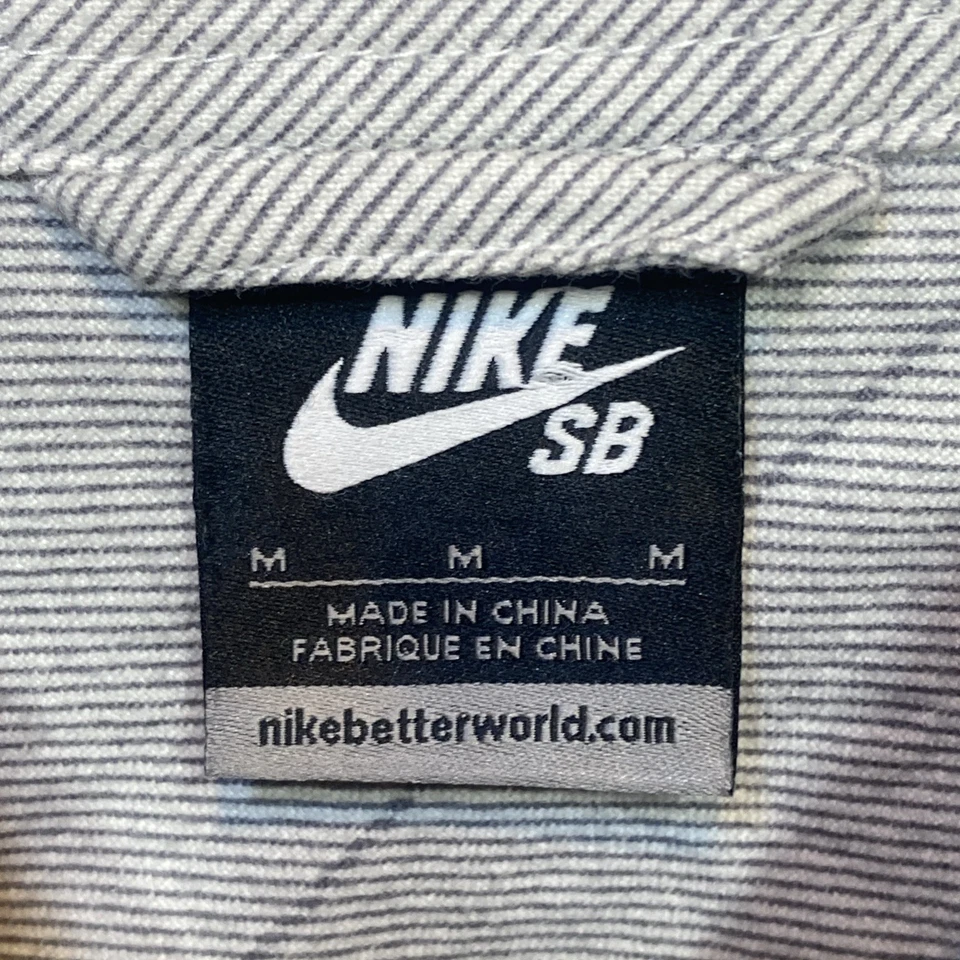 NIKE
SB
M M M
MADE IN CHINA
FABRIQUE EN CHINE
nikebetterworld.com